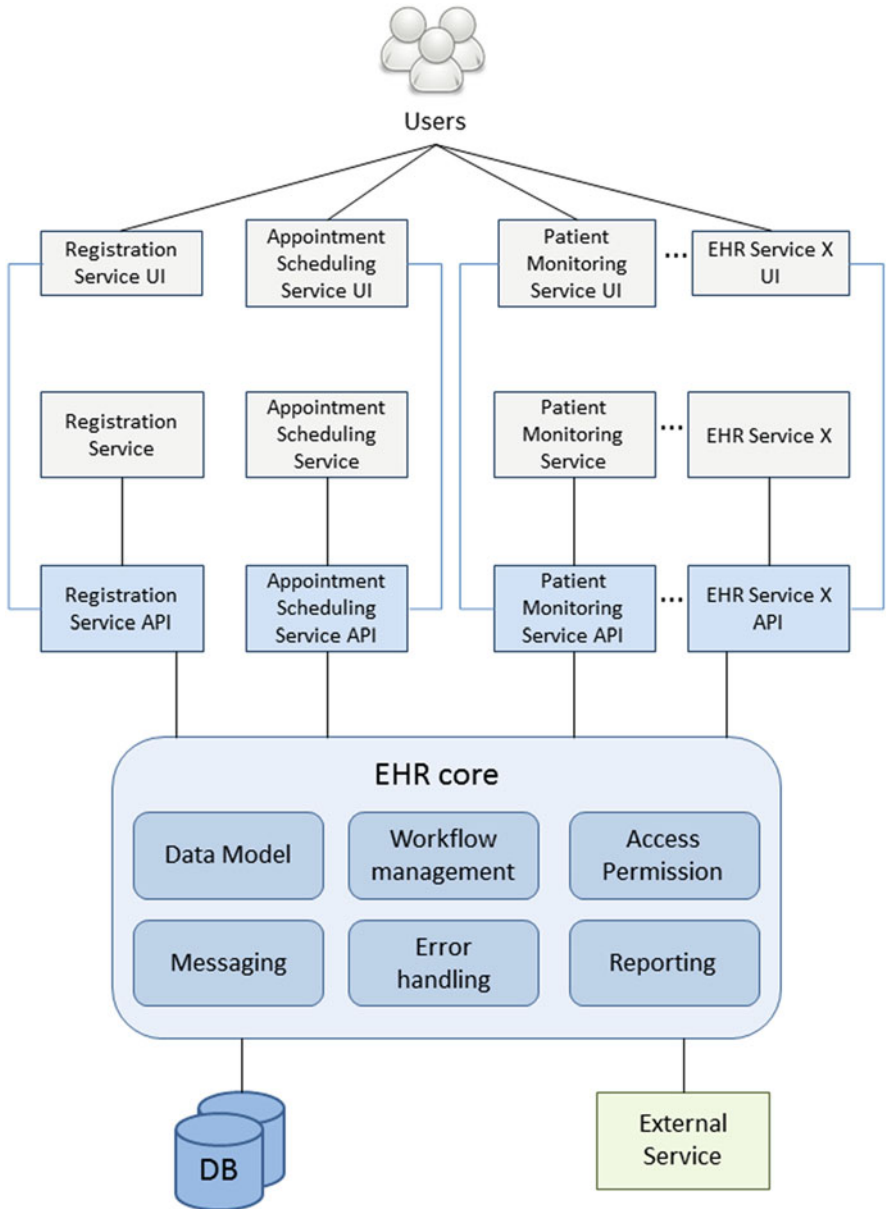 Users
Registration
Service UI
Appointment
Scheduling
Service UI
Patient
Monitoring
Service UI
...
EHR Service X
UI
Registration
Service
Appointment
Scheduling
Service
Patient
Monitoring
Service
...
EHR Service X
Registration
Service API
Appointment
Scheduling
Service API
Patient
Monitoring
Service API
...
EHR Service X
API
EHR core
Data Model
Workflow
management
Access
Permission
Messaging
Error
handling
Reporting
DB
External
Service